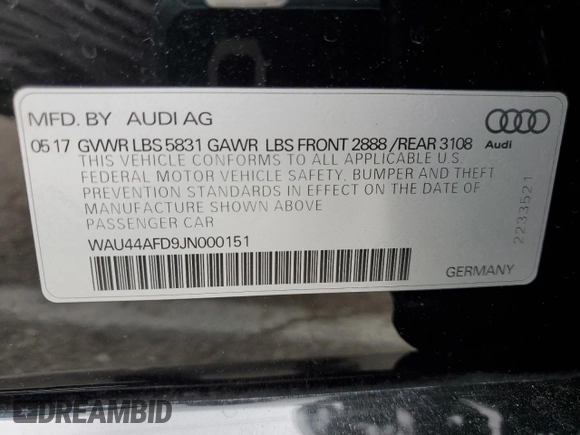 MFD. BY AUDI AG
05 17 GVWR LBS 5831 GAWR LBS FRONT 2888 /REAR 3108
THIS VEHICLE CONFORMS TO ALL APPLICABLE U.S
FEDERAL MOTOR VEHICLE SAFETY, BUMPER AND THEFT
PREVENTION STANDARDS IN EFFECT ON THE DATE OF
MANUFACTURE SHOWN ABOVE
PASSENGER CAR
WAU44AFD9JN000151
Audi
2233521
GERMANY
DREAMBID